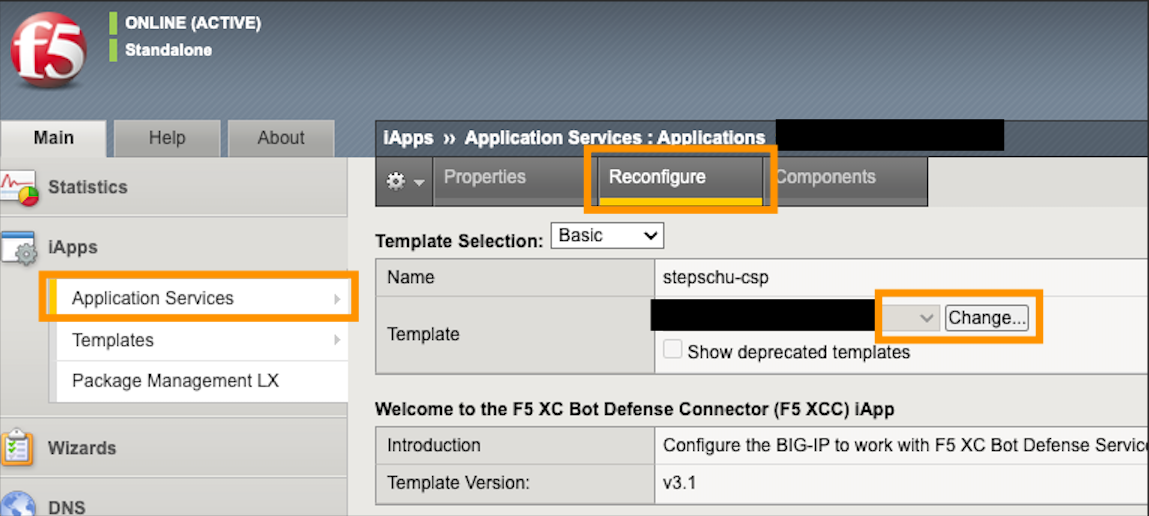 f5
ONLINE (ACTIVE)
Standalone
Main
Help
About
iApps ›› Application Services : Applications
Statistics
Properties
Reconfigure
Components
iApps
Template Selection: Basic
Application Services
Name
stepschu-csp
Templates
Template
Change...
Show deprecated templates
Package Management LX
Welcome to the F5 XC Bot Defense Connector (F5 XCC) iApp
Wizards
Introduction
Configure the BIG-IP to work with F5 XC Bot Defense Service
Template Version:
v3.1
DNS